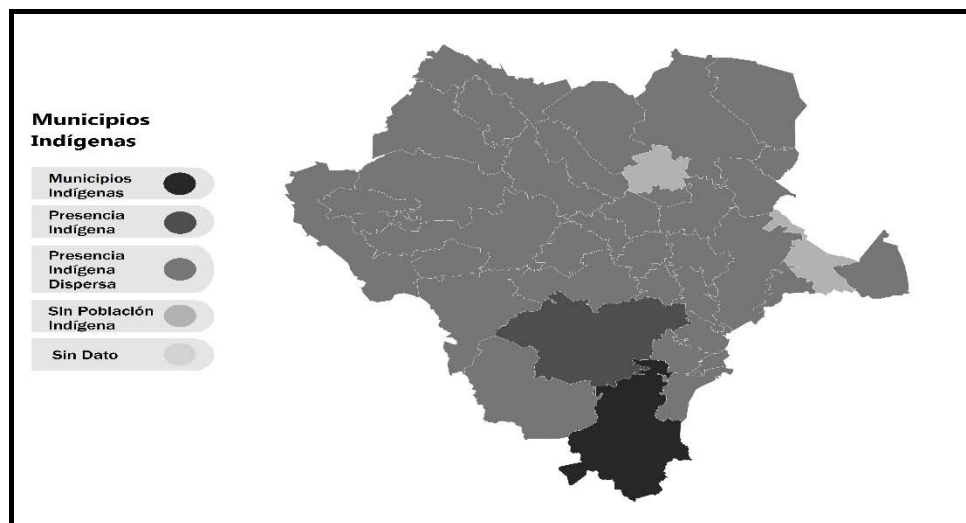 Municipios
Indígenas
Municipios
Indígenas
Presencia
Indígena
Presencia
Indígena
Dispersa
Sin Población
Indígena
Sin Dato